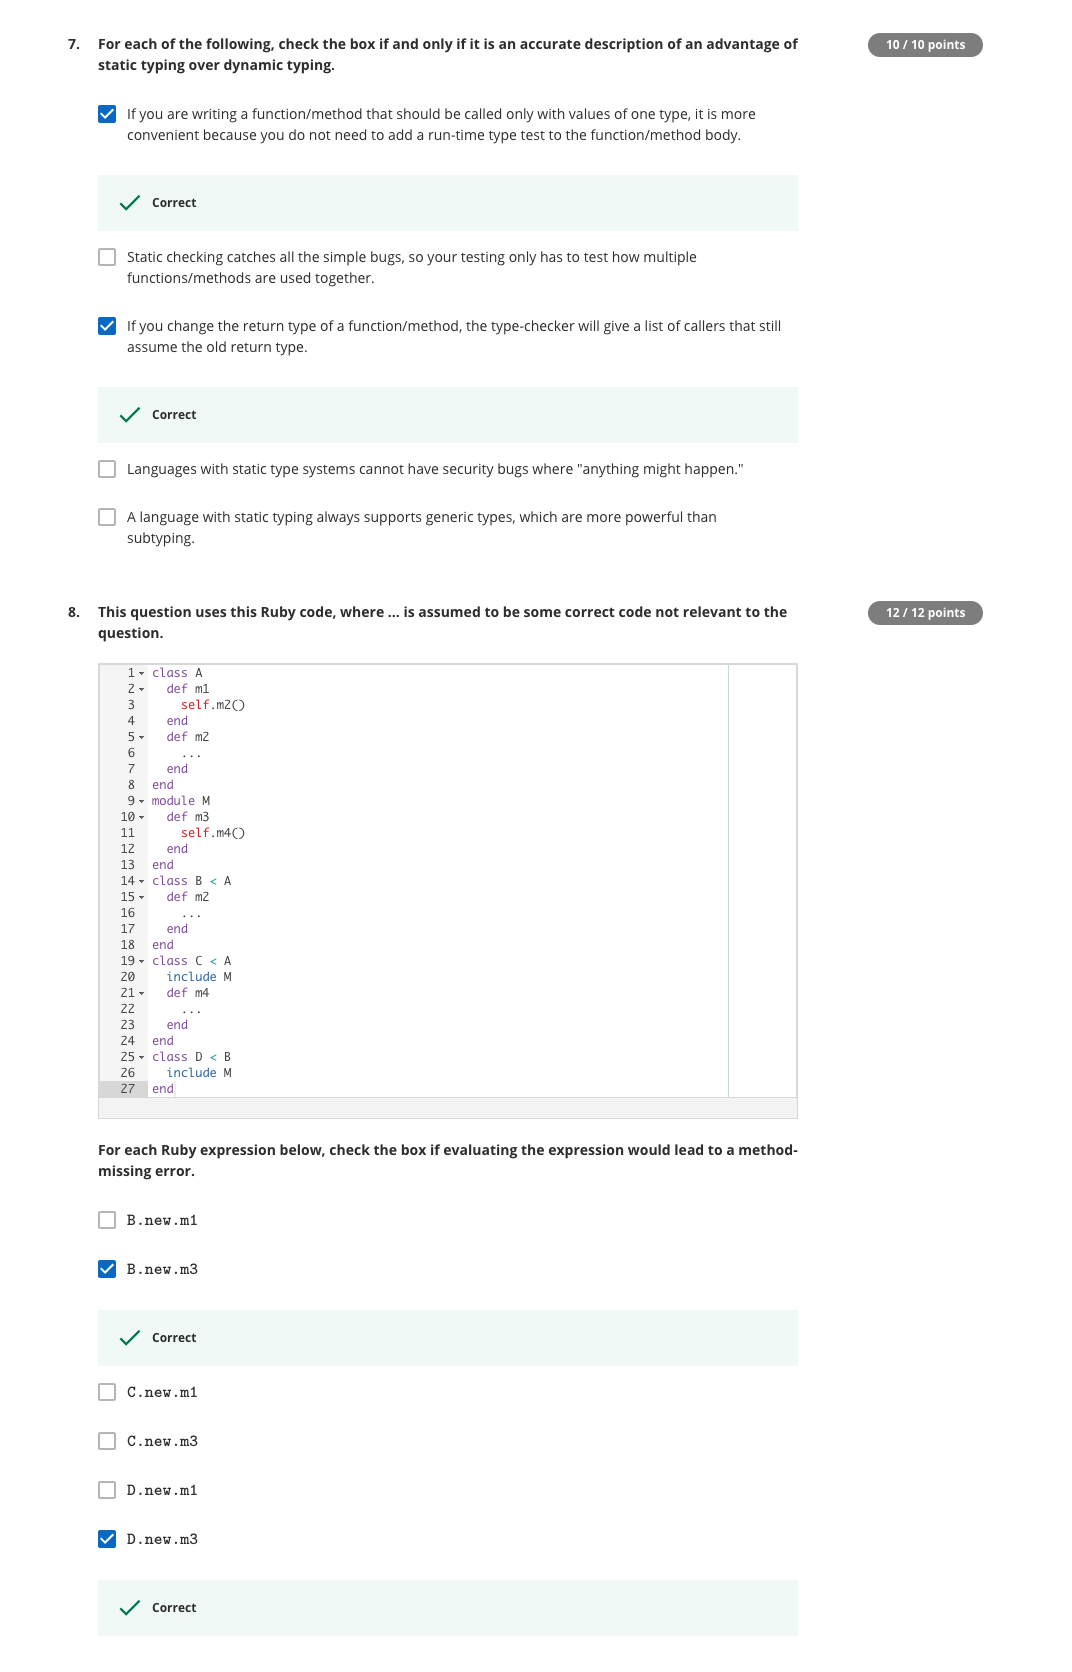 7. For each of the following, check the box if and only if it is an accurate description of an advantage of
static typing over dynamic typing.
10 / 10 points
If you are writing a function/method that should be called only with values of one type, it is more
convenient because you do not need to add a run-time type test to the function/method body.
Correct
Static checking catches all the simple bugs, so your testing only has to test how multiple
functions/methods are used together.
If you change the return type of a function/method, the type-checker will give a list of callers that still
assume the old return type.
Correct
Languages with static type systems cannot have security bugs where "anything might happen."
A language with static typing always supports generic types, which are more powerful than
subtyping.
8. This question uses this Ruby code, where ... is assumed to be some correct code not relevant to the
question.
12 / 12 points
1 class A
2 def m1
3 self.m2()
4 end
5 def m2
6 ...
7 end
8 end
9 module M
10 def m3
11 self.m4()
12 end
13 end
14 class B < A
15 def m2
16 ...
17 end
18 end
19 class C < A
20 include M
21 def m4
22 ...
23 end
24 end
25 class D < B
26 include M
27 end
For each Ruby expression below, check the box if evaluating the expression would lead to a method-
missing error.
B.new.m1
B.new.m3
Correct
C.new.m1
C.new.m3
D.new.m1
D.new.m3
Correct